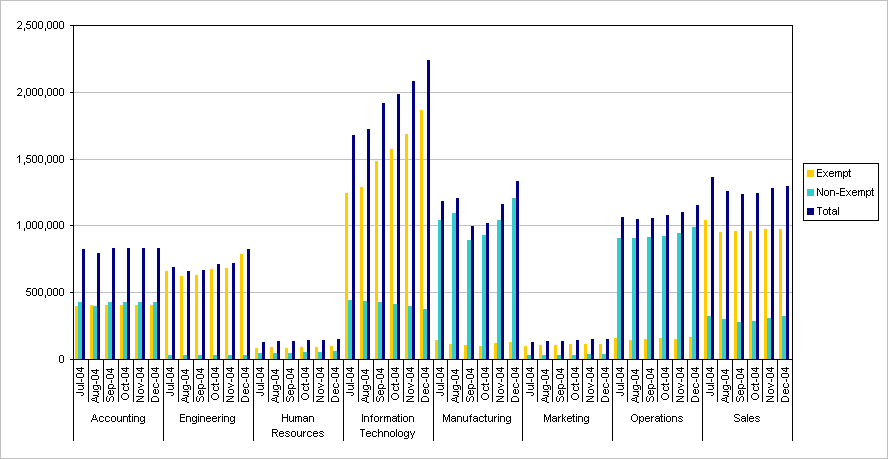 2,500,000
2,000,000
1,500,000
1,000,000
500,000
0
Exempt
Non-Exempt
Total
Jul-04 Aug-04 Sep-04 Oct-04 Nov-04 Dec-04 Jul-04 Aug-04 Sep-04 Oct-04 Nov-04 Dec-04 Jul-04 Aug-04 Sep-04 Oct-04 Nov-04 Dec-04 Jul-04 Aug-04 Sep-04 Oct-04 Nov-04 Dec-04 Jul-04 Aug-04 Sep-04 Oct-04 Nov-04 Dec-04 Jul-04 Aug-04 Sep-04 Oct-04 Nov-04 Dec-04 Jul-04 Aug-04 Sep-04 Oct-04 Nov-04 Dec-04 Jul-04 Aug-04 Sep-04 Oct-04 Nov-04 Dec-04
Accounting Engineering Human Information Manufacturing Marketing Operations Sales
Resources Technology